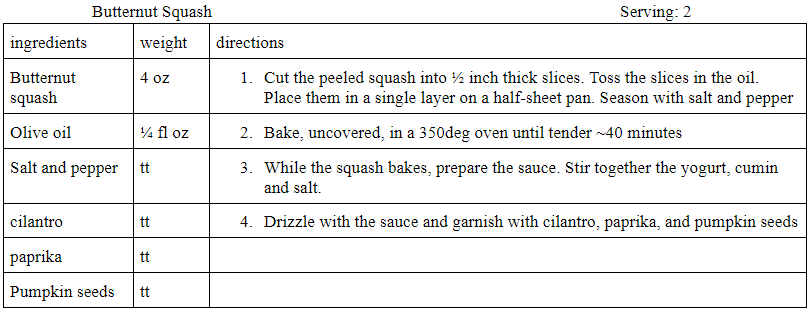 Butternut Squash Serving: 2
ingredients weight directions
Butternut squash 4 oz 1. Cut the peeled squash into ½ inch thick slices. Toss the slices in the oil.
Place them in a single layer on a half-sheet pan. Season with salt and pepper
Olive oil ¼ fl oz 2. Bake, uncovered, in a 350deg oven until tender ~40 minutes
Salt and pepper tt 3. While the squash bakes, prepare the sauce. Stir together the yogurt, cumin
and salt.
cilantro tt 4. Drizzle with the sauce and garnish with cilantro, paprika, and pumpkin seeds
paprika tt
Pumpkin seeds tt